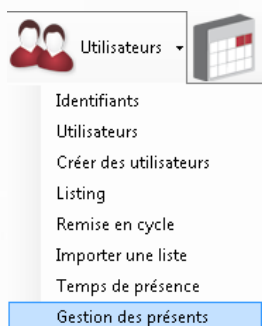 Utilisateurs
Identifiants
Utilisateurs
Créer des utilisateurs
Listing
Remise en cycle
Importer une liste
Temps de présence
Gestion des présents